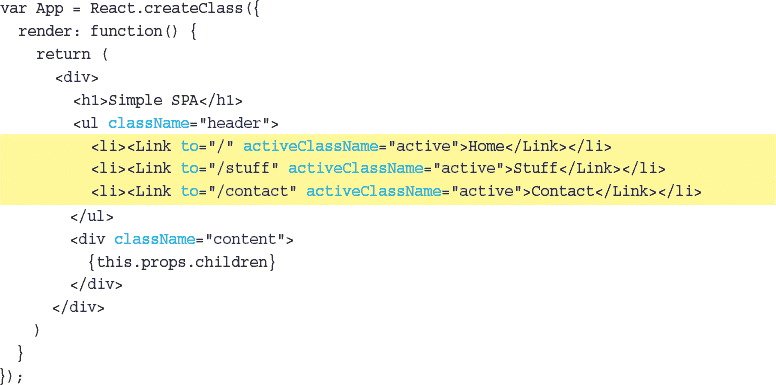 var App = React.createClass({
  render: function() {
    return (
      <div>
        <h1>Simple SPA</h1>
        <ul className="header">
          <li><Link to="/" activeClassName="active">Home</Link></li>
          <li><Link to="/stuff" activeClassName="active">Stuff</Link></li>
          <li><Link to="/contact" activeClassName="active">Contact</Link></li>
        </ul>
        <div className="content">
          {this.props.children}
        </div>
      </div>
    )
  }
});